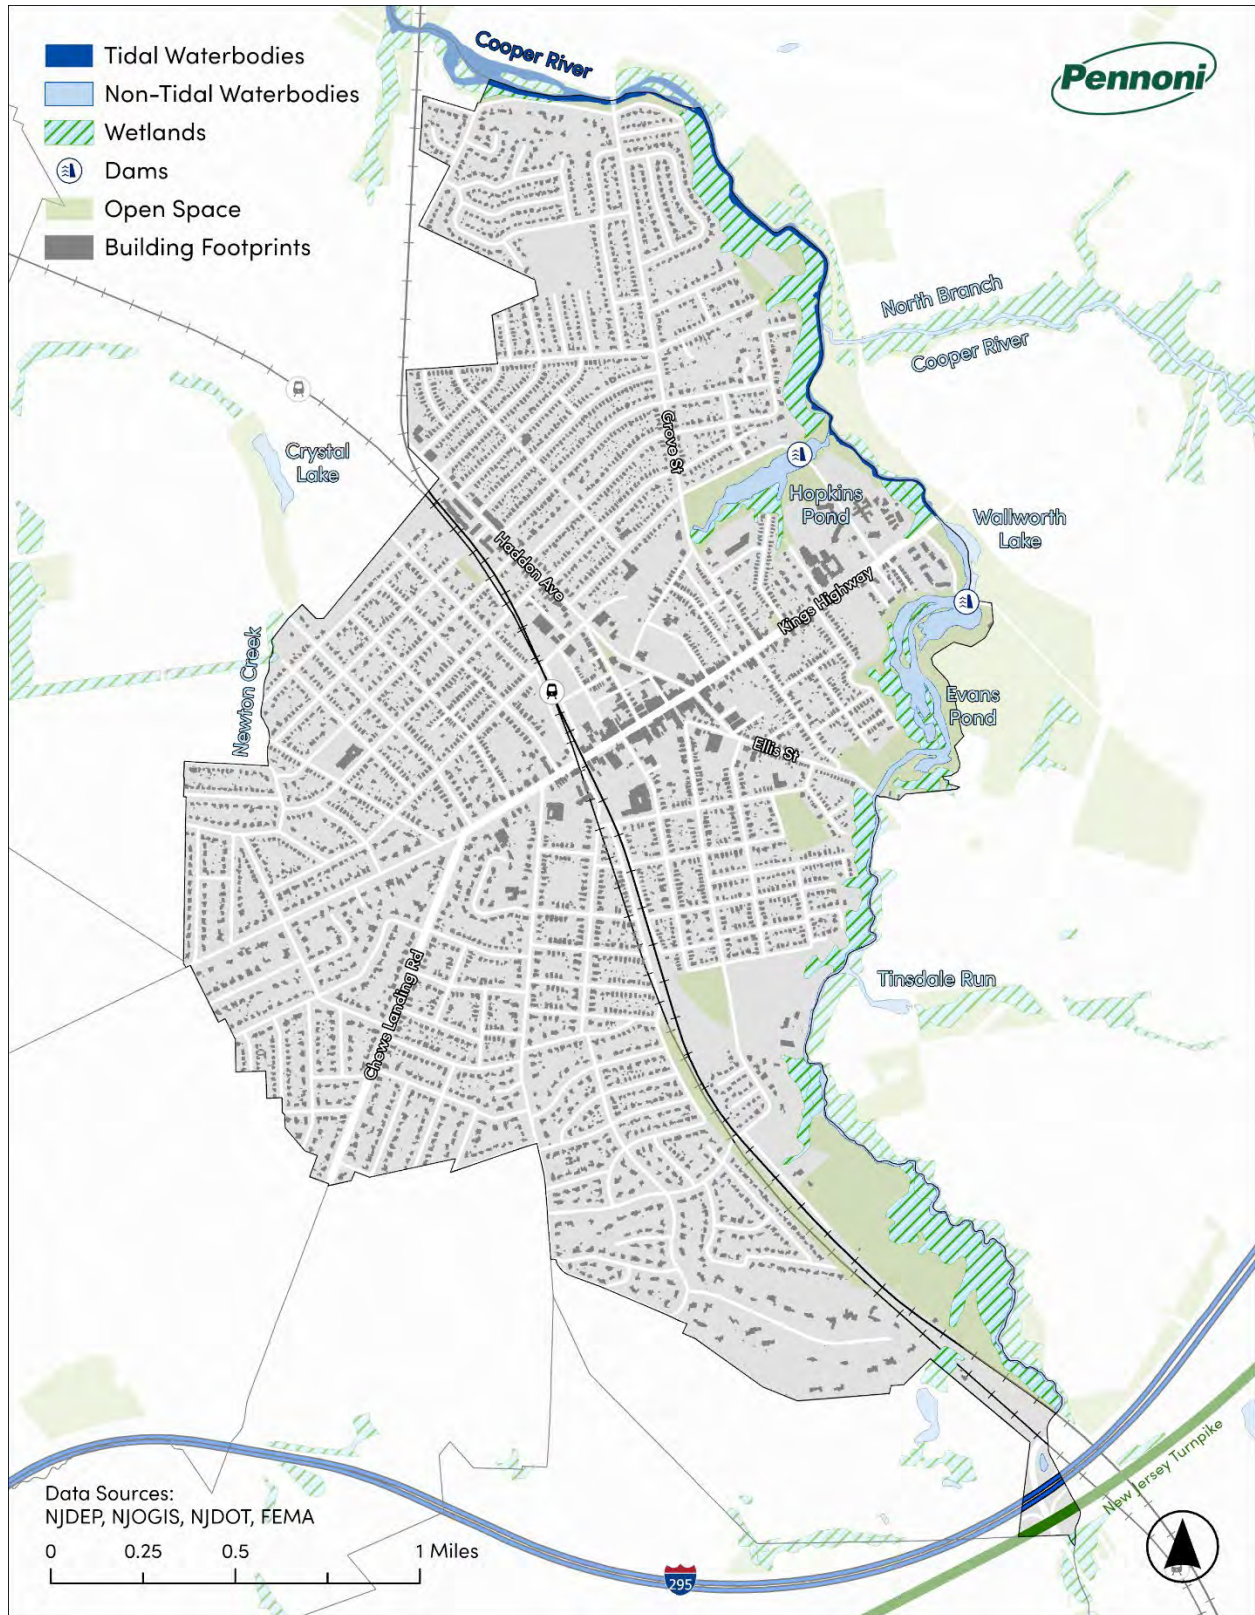 Tidal Waterbodies
Non-Tidal Waterbodies
Wetlands
Dams
Open Space
Building Footprints
Cooper River
Pennoni
North Branch
Cooper River
Crystal
Lake
Grove St
Hopkins
Pond
Wallworth
Lake
Haddon Ave
Kings Highway
Newton Creek
Evans
Pond
Ellis St
Tinsdale Run
Chews Landing Rd
New Jersey Turnpike
Data Sources:
NJDEP, NJOGIS, NJDOT, FEMA
0 0.25 0.5 1 Miles
295